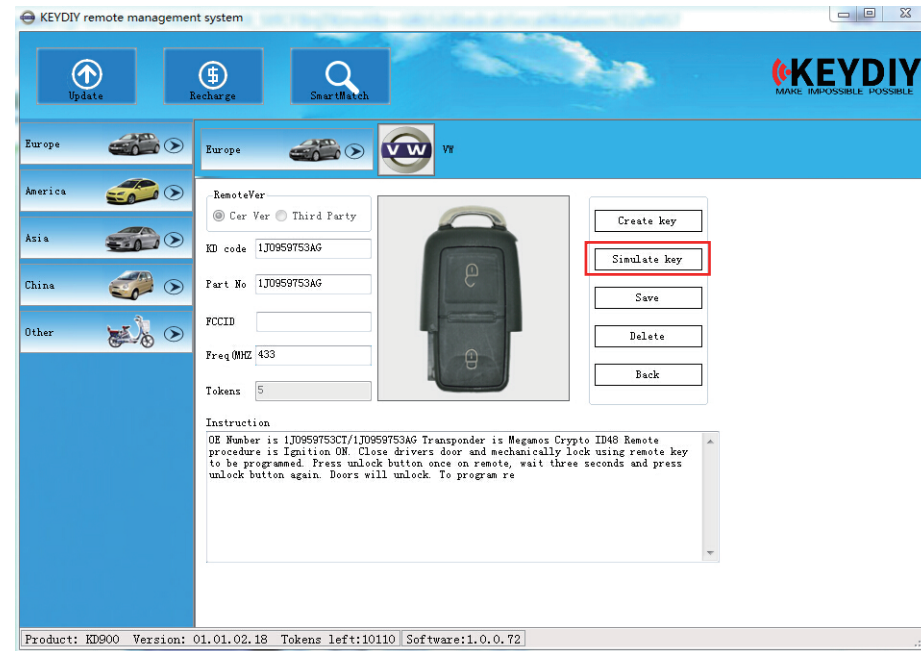 KEYDIY remote management system
Update
Recharge
SmartMatch
KEYDIY
MAKE IMPOSSIBLE POSSIBLE
Europe
America
Asia
China
Other
Europe
VW
RemoteVer
Cer Ver Third Party
KD code 1J0959753AG
Part No 1J0959753AG
FCCID
Freq(MHZ 433
Tokens 5
Create key
Simulate key
Save
Delete
Back
Instruction
OE Number is 1J0959753CT/1J0959753AG Transponder is Megamos Crypto ID48 Remote
procedure is Ignition ON. Close drivers door and mechanically lock using remote key
to be programmed. Press unlock button once on remote, wait three seconds and press
unlock button again. Doors will unlock. To program re
Product: KD900 Version: 01.01.02.18 Tokens left:10110 Software:1.0.0.72